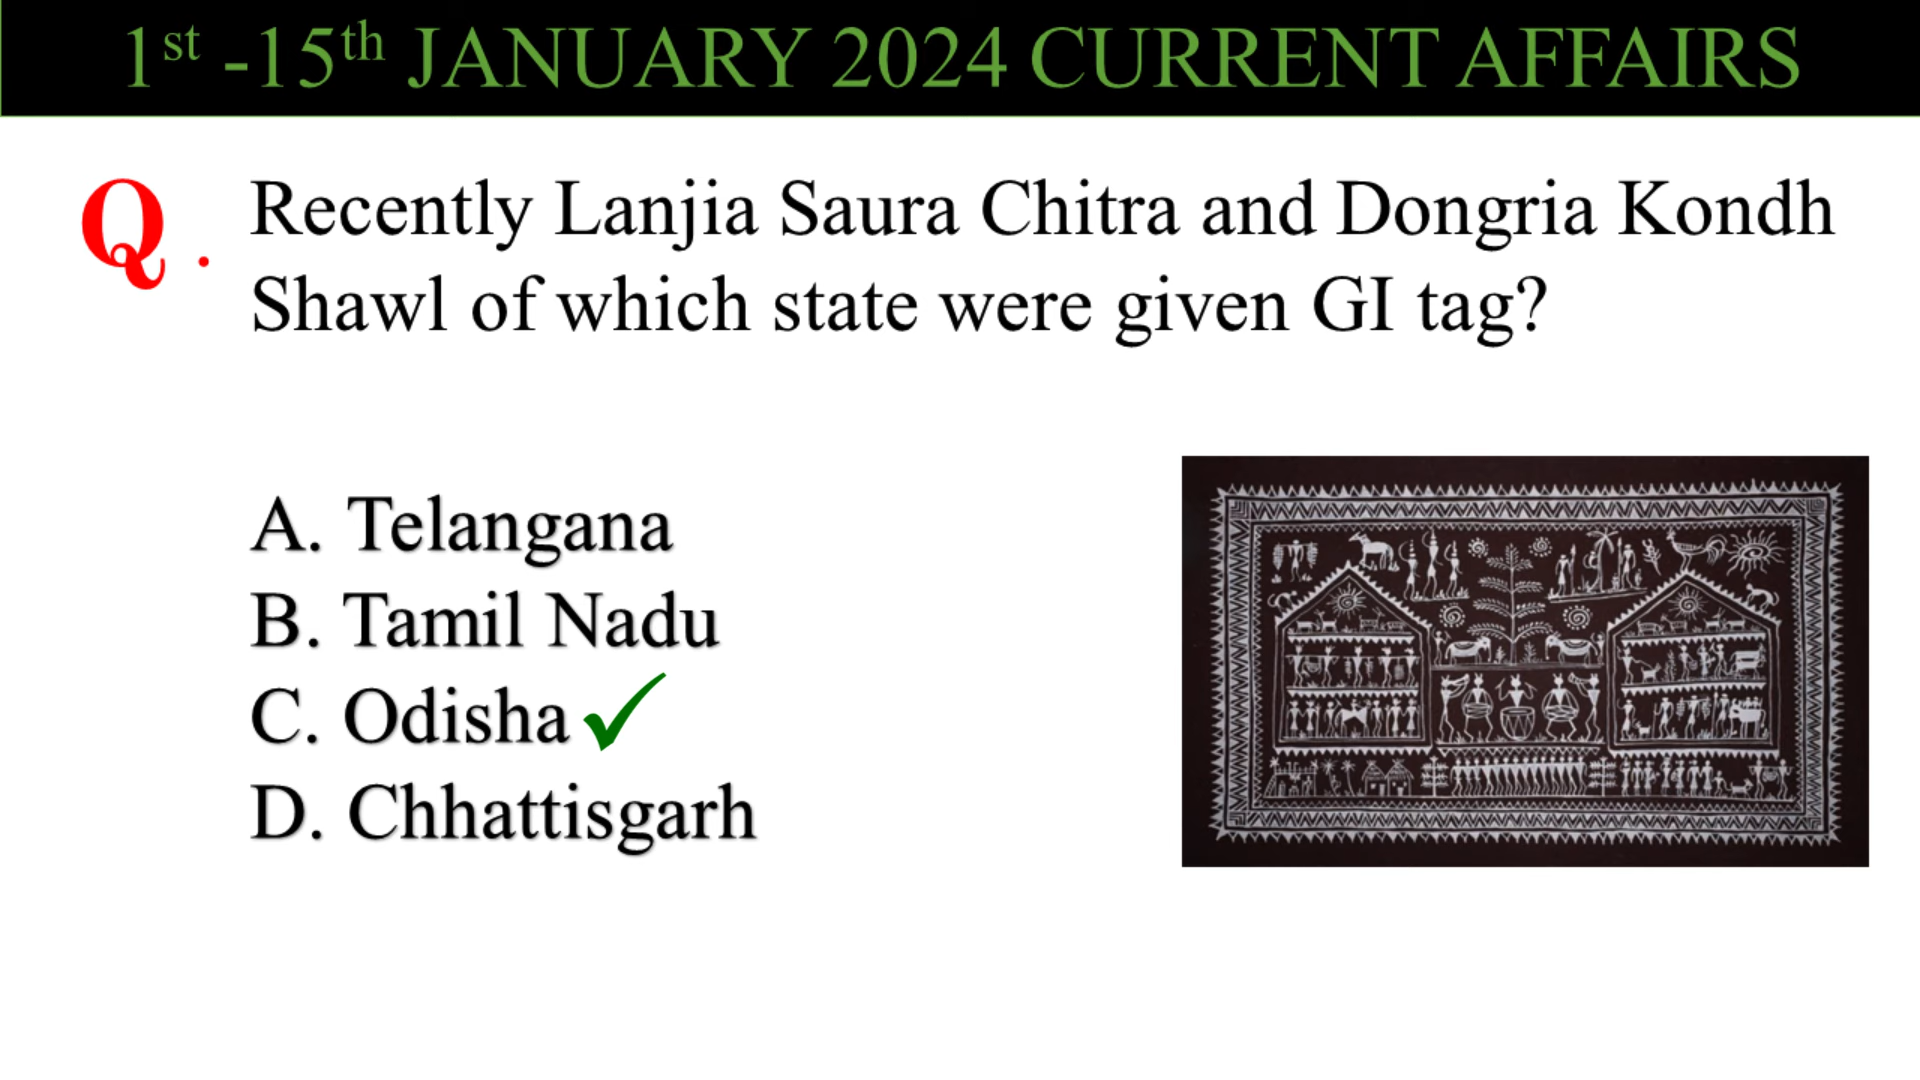 1st -15th JANUARY 2024 CURRENT AFFAIRS
Q. Recently Lanjia Saura Chitra and Dongria Kondh
Shawl of which state were given GI tag?
A. Telangana
B. Tamil Nadu
C. Odisha ✓
D. Chhattisgarh